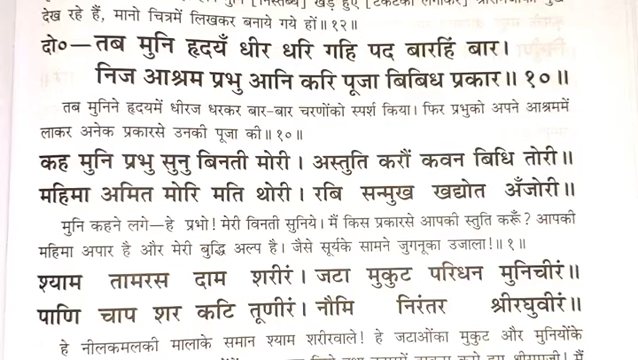 देख रहे हैं, मानो चित्रमें लिखकर बनाये गये हों॥ १२॥
दो०— तब मुनि हृदयँ धीर धरि गहि पद बारहिं बार।
निज आश्रम प्रभु आनि करि पूजा बिबिध प्रकार॥ १०॥
तब मुनिने हृदयमें धीरज धरकर बार-बार चरणोंको स्पर्श किया। फिर प्रभुको अपने आश्रममें
लाकर अनेक प्रकारसे उनकी पूजा की॥ १०॥
कह मुनि प्रभु सुनु बिनती मोरी। अस्तुति करौं कवन बिधि तोरी॥
महिमा अमित मोरि मति थोरी। रबि सन्मुख खद्योत अँजोरी॥
मुनि कहने लगे—हे प्रभो! मेरी विनती सुनिये। मैं किस प्रकारसे आपकी स्तुति करूँ? आपकी
महिमा अपार है और मेरी बुद्धि अल्प है। जैसे सूर्यके सामने जुगनूका उजाला!॥ १॥
श्याम तामरस दाम शरीरं। जटा मुकुट परिधन मुनिचीरं॥
पाणि चाप शर कटि तूणीरं। नौमि निरंतर श्रीरघुवीरं॥
हे नीलकमलकी मालाके समान श्याम शरीरवाले! हे जटाओंका मुकुट और मुनियोंके